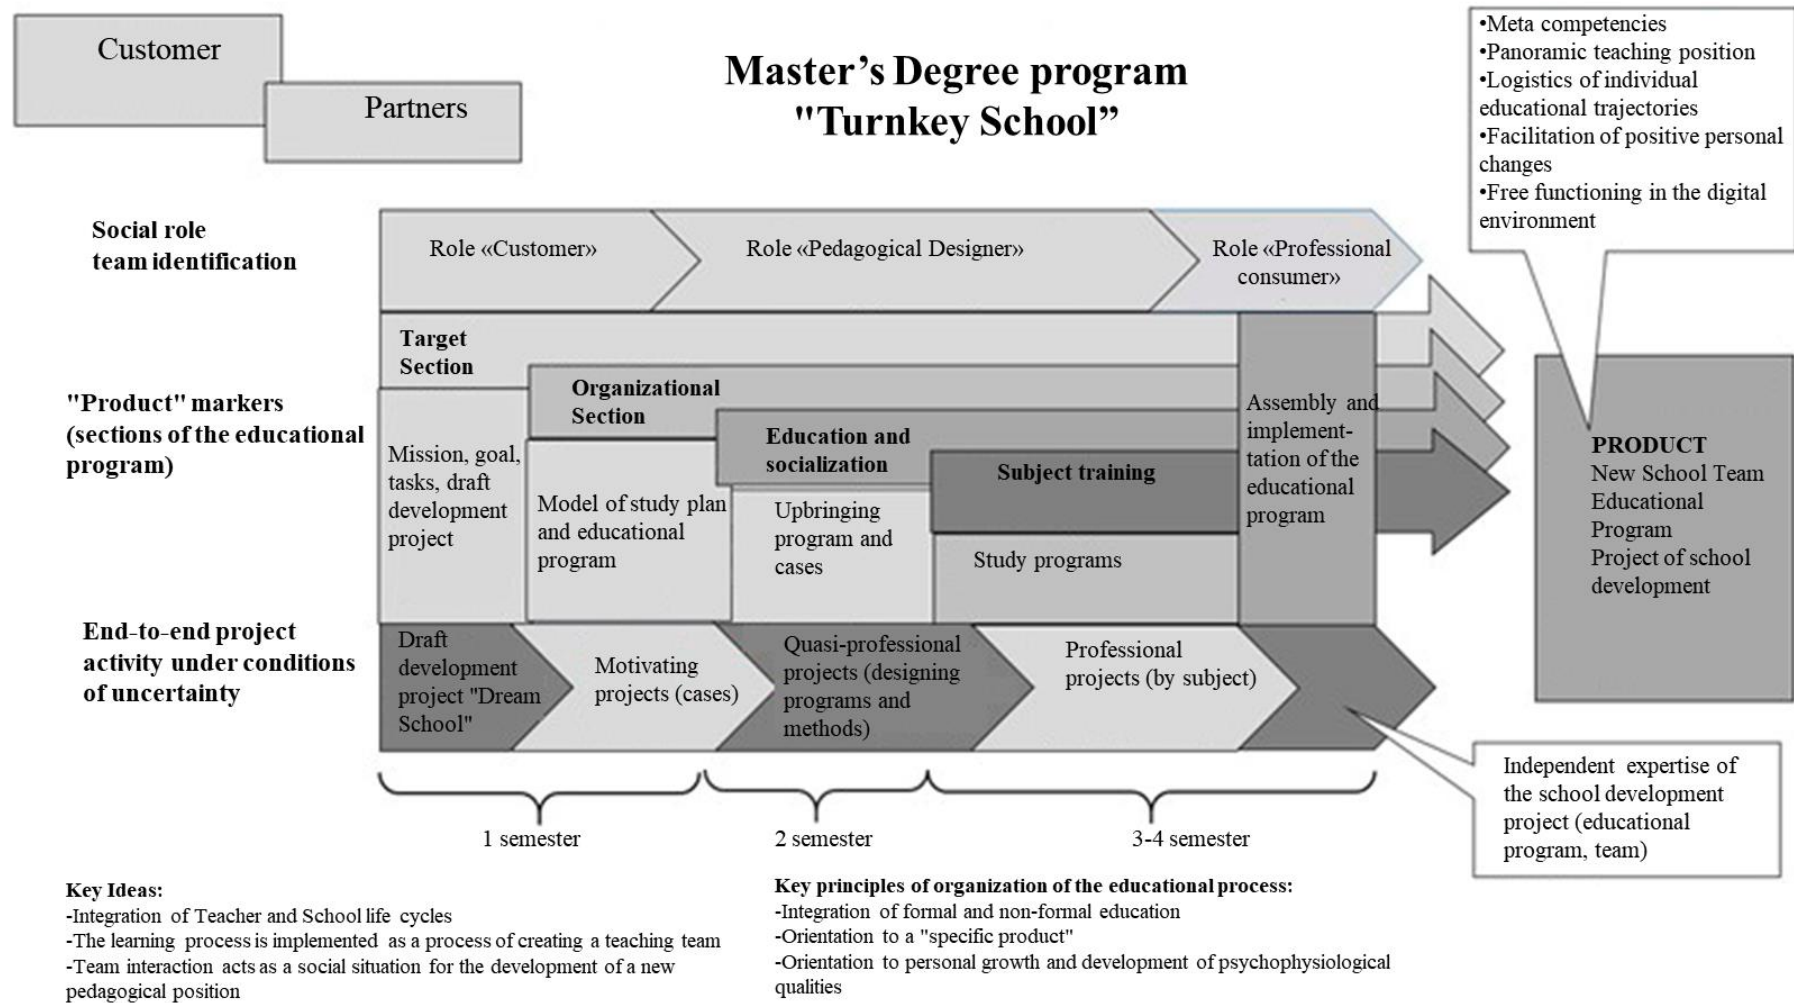 Customer
Partners
Master’s Degree program
"Turnkey School”
•Meta competencies
•Panoramic teaching position
•Logistics of individual
educational trajectories
•Facilitation of positive personal
changes
•Free functioning in the digital
environment
Social role
team identification
Role «Customer»
Role «Pedagogical Designer»
Role «Professional
consumer»
"Product" markers
(sections of the educational
program)
Target
Section
Organizational
Section
Education and
socialization
Subject training
Mission, goal,
tasks, draft
development
project
Model of study plan
and educational
program
Upbringing
program and
cases
Study programs
Assembly and
implement-
tation of the
educational
program
PRODUCT
New School Team
Educational
Program
Project of school
development
End-to-end project
activity under conditions
of uncertainty
Draft
development
project "Dream
School"
Motivating
projects (cases)
Quasi-professional
projects (designing
programs and
methods)
Professional
projects (by subject)
Independent expertise of
the school development
project (educational
program, team)
1 semester
2 semester
3-4 semester
Key Ideas:
-Integration of Teacher and School life cycles
-The learning process is implemented as a process of creating a teaching team
-Team interaction acts as a social situation for the development of a new
pedagogical position
Key principles of organization of the educational process:
-Integration of formal and non-formal education
-Orientation to a "specific product"
-Orientation to personal growth and development of psychophysiological
qualities